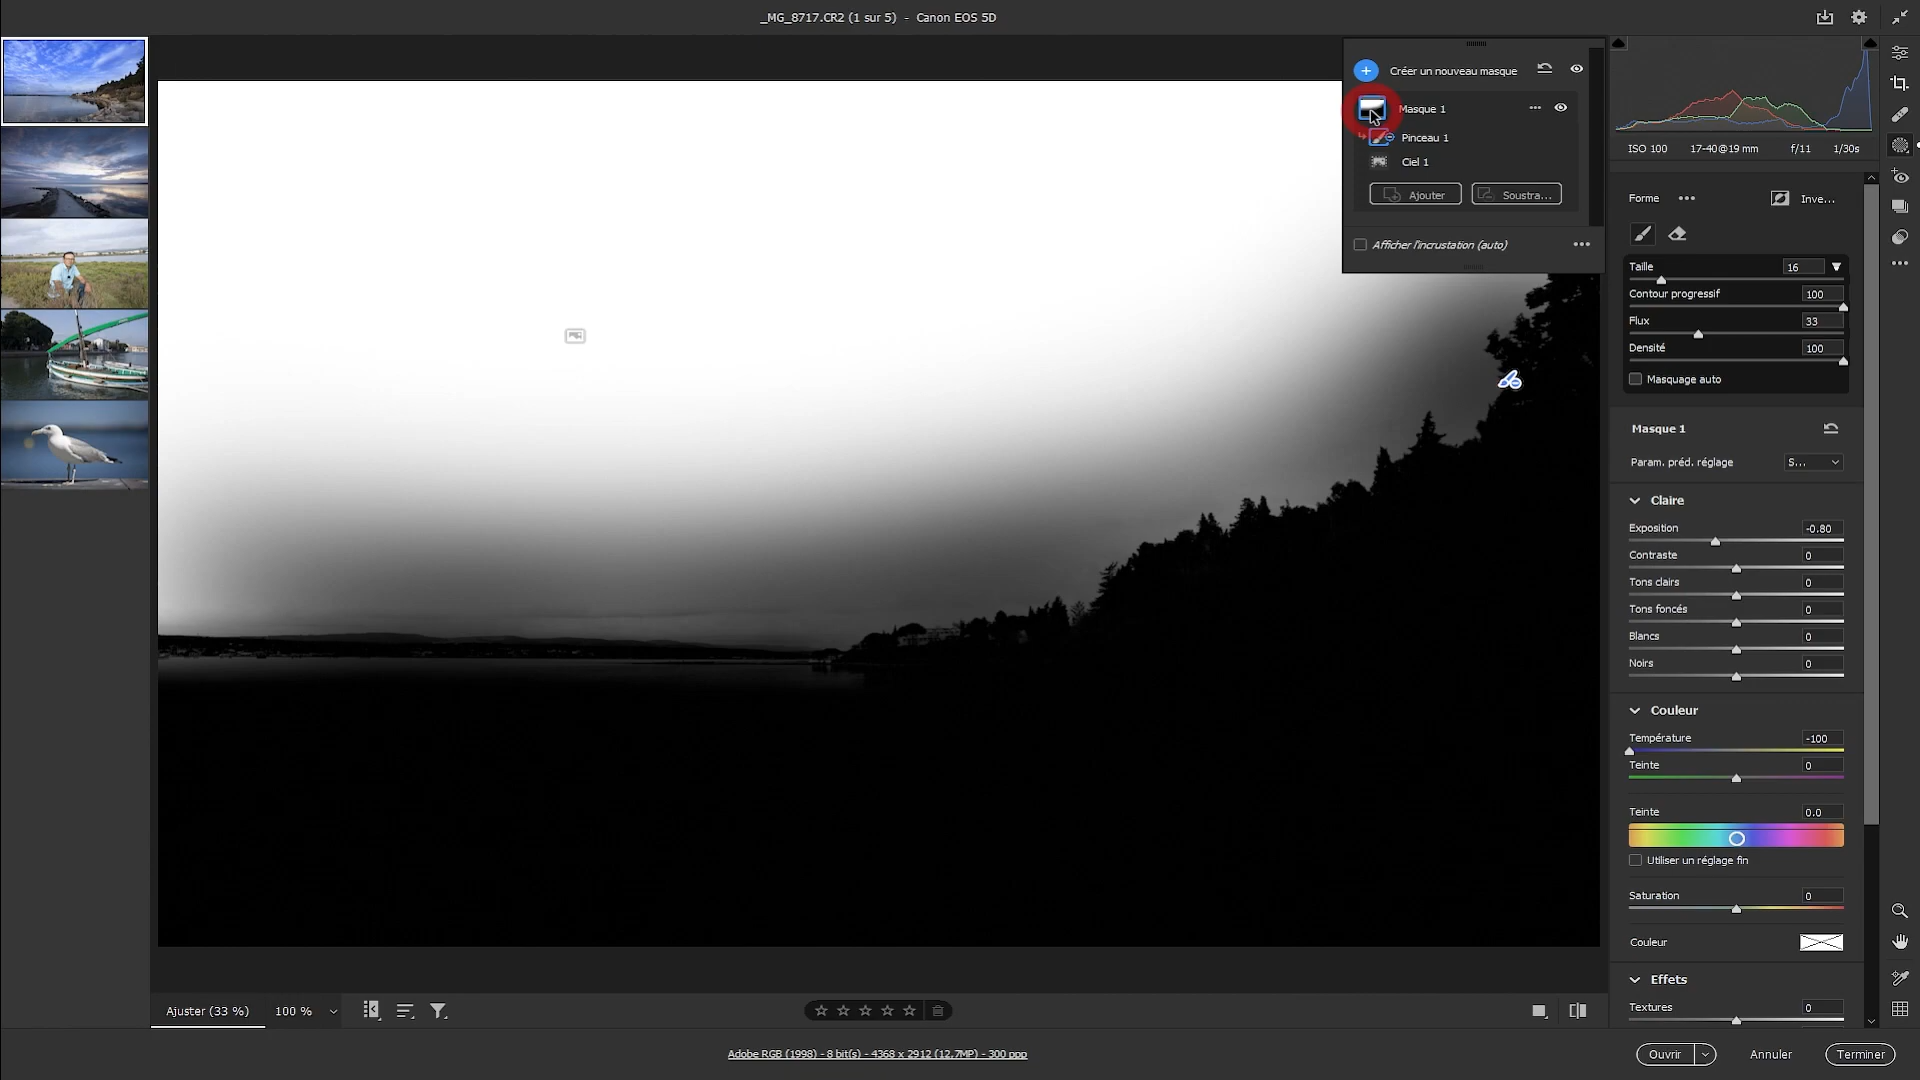 _MG_8717.CR2 (1 sur 5) - Canon EOS 5D
Créer un nouveau masque
Masque 1
Pinceau 1
Ciel 1
Ajouter
Soustra...
Afficher l'incrustation (auto)
ISO 100 17-40@19 mm f/11 1/30s
Forme
Inve...
Taille 16
Contour progressif 100
Flux 33
Densité 100
Masquage auto
Masque 1
Param. préd. réglage S...
Claire
Exposition -0.80
Contraste 0
Tons clairs 0
Tons foncés 0
Blancs 0
Noirs 0
Couleur
Température -100
Teinte 0
Teinte 0.0
Utiliser un réglage fin
Saturation 0
Couleur
Effets
Textures 0
Ajuster (33 %) 100 %
Adobe RGB (1998) - 8 bit(s) - 4368 x 2912 (12,7MP) - 300 ppp
Ouvrir
Annuler
Terminer